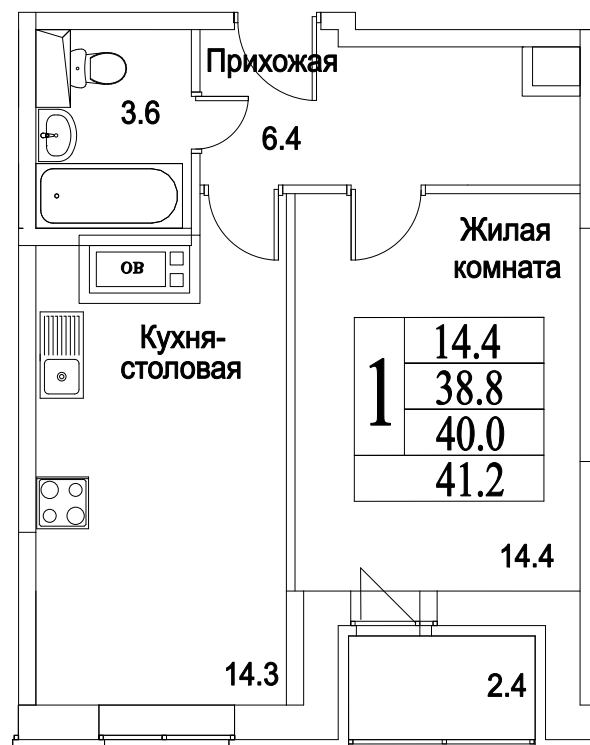 Прихожая
3.6
6.4
Жилая
комната
ОВ
Кухня-
столовая
1
14.4
38.8
40.0
41.2
14.4
14.3
2.4